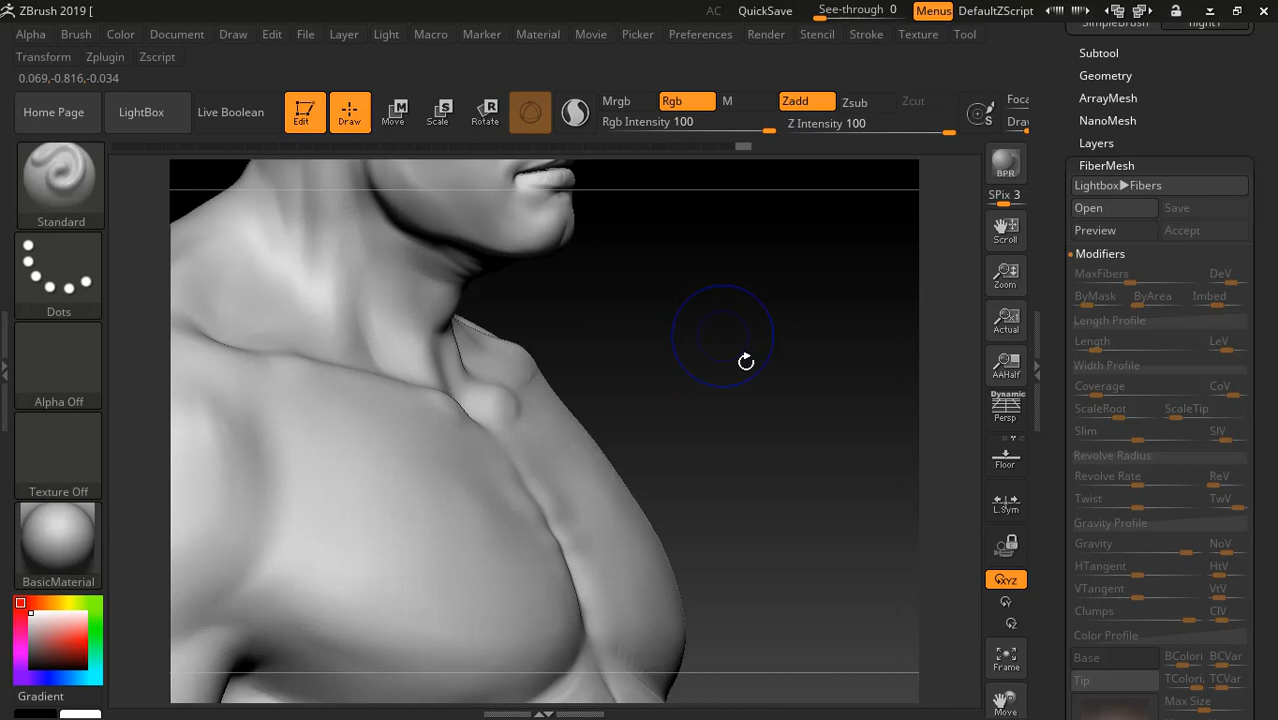 ZBrush 2019 [ AC QuickSave See-through 0 Menus DefaultZScript
Alpha Brush Color Document Draw Edit File Layer Light Macro Marker Material Movie Picker Preferences Render Stencil Stroke Texture Tool
Transform Zplugin Zscript
0.069,-0.816,-0.034
Home Page LightBox Live Boolean Edit Draw Move Scale Rotate Mrgb Rgb M Zadd Zsub Zcut Foca
Rgb Intensity 100 Z Intensity 100 Draw
Standard
Dots
Alpha Off
Texture Off
BasicMaterial
Gradient
BPR
SPix 3
Scroll
Zoom
Actual
AAHalf
Dynamic
Persp
Floor
L.Sym
XYZ
Y
Z
Frame
Move
SimpleBrush
Subtool
Geometry
ArrayMesh
NanoMesh
Layers
FiberMesh
Lightbox▶Fibers
Open Save
Preview Accept
Modifiers
MaxFibers DeV
ByMask ByArea Imbed
Length Profile
Length LeV
Width Profile
Coverage CoV
ScaleRoot ScaleTip
Slim SlV
Revolve Radius
Revolve Rate ReV
Twist TwV
Gravity Profile
Gravity NoV
HTangent HtV
VTangent VtV
Clumps ClV
Color Profile
Base BColori BCVar
Tip TColori: TCVar
Max Size